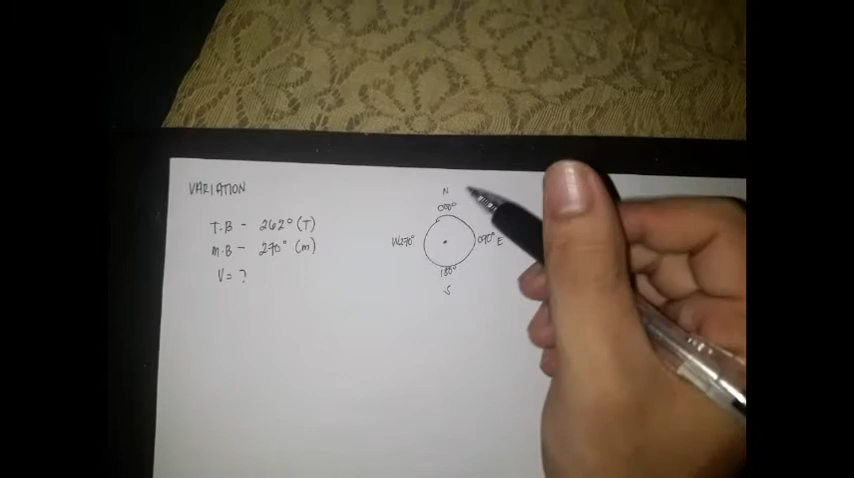 VARIATION
T.B - 262° (T)
M.B - 270° (m)
V = ?
N
000°
W270°
090° E
180°
S